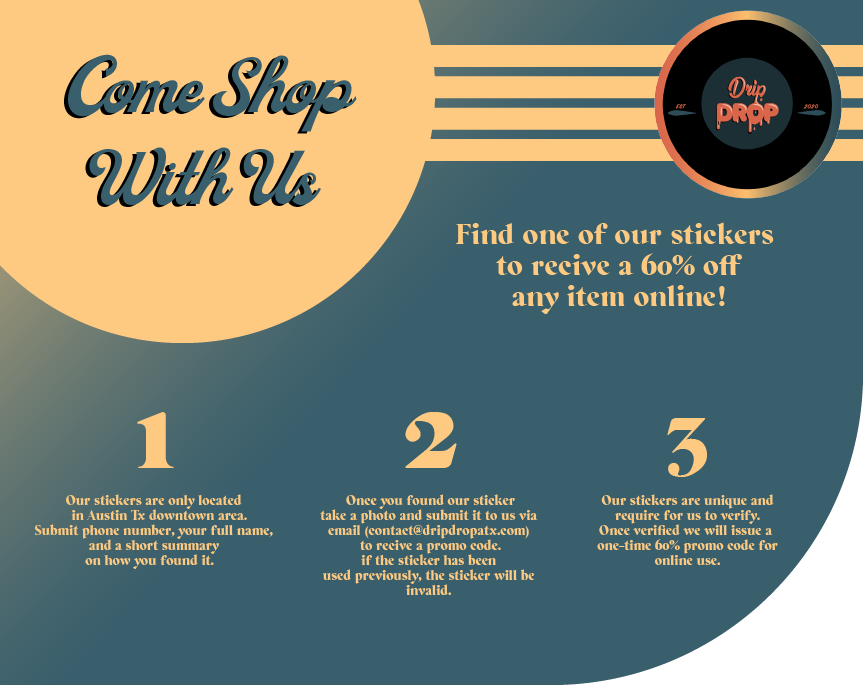 Come Shop
With Us
Drip
DROP
EST
2020
Find one of our stickers
to recive a 60% off
any item online!
1
Our stickers are only located
in Austin Tx downtown area.
Submit phone number, your full name,
and a short summary
on how you found it.
2
Once you found our sticker
take a photo and submit it to us via
email (contact@dripdropatx.com)
to recive a promo code.
if the sticker has been
used previously, the sticker will be
invalid.
3
Our stickers are unique and
require for us to verify.
Once verified we will issue a
one-time 60% promo code for
online use.